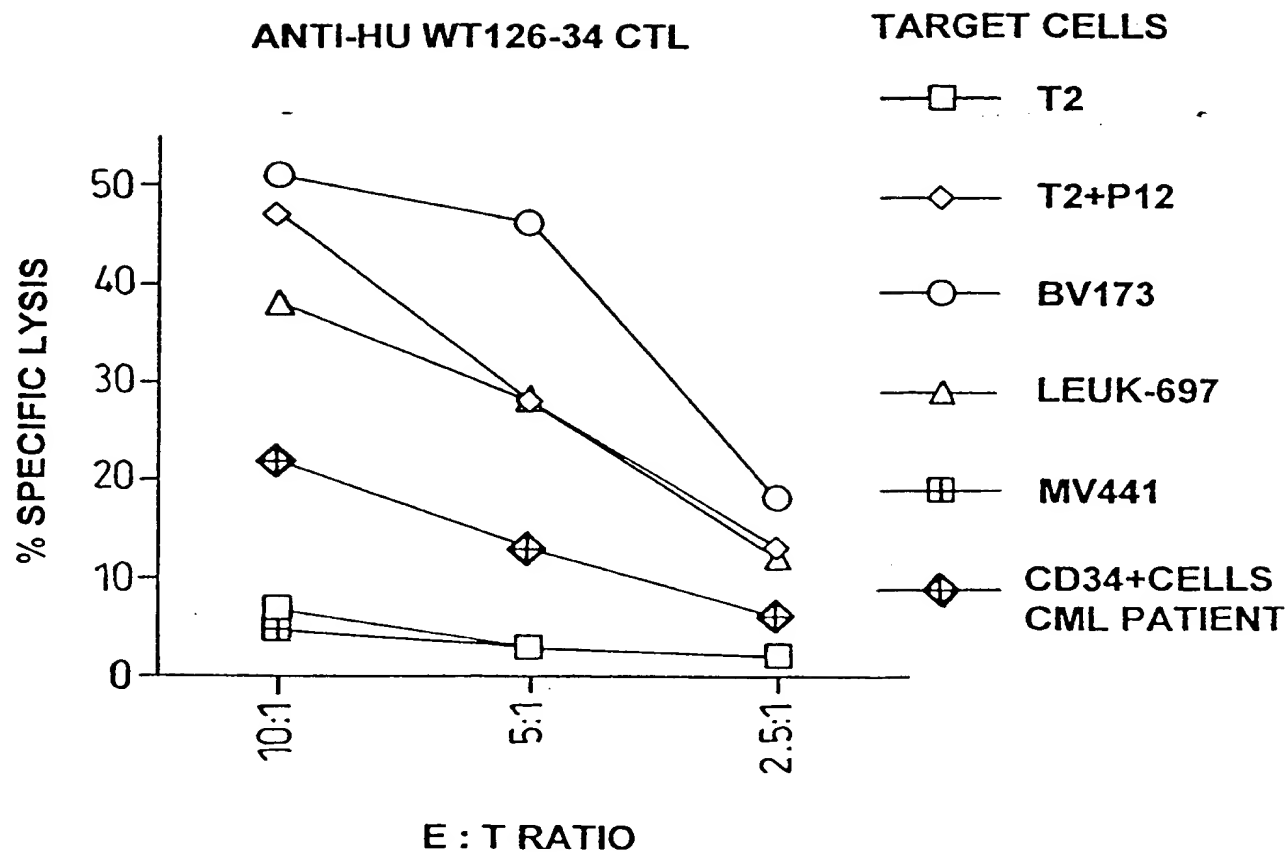 ANTI-HU WT126-34 CTL
TARGET CELLS
T2
T2+P12
BV173
LEUK-697
MV441
CD34+CELLS
CML PATIENT
% SPECIFIC LYSIS
50
40
30
20
10
0
10:1
5:1
2.5:1
E : T RATIO